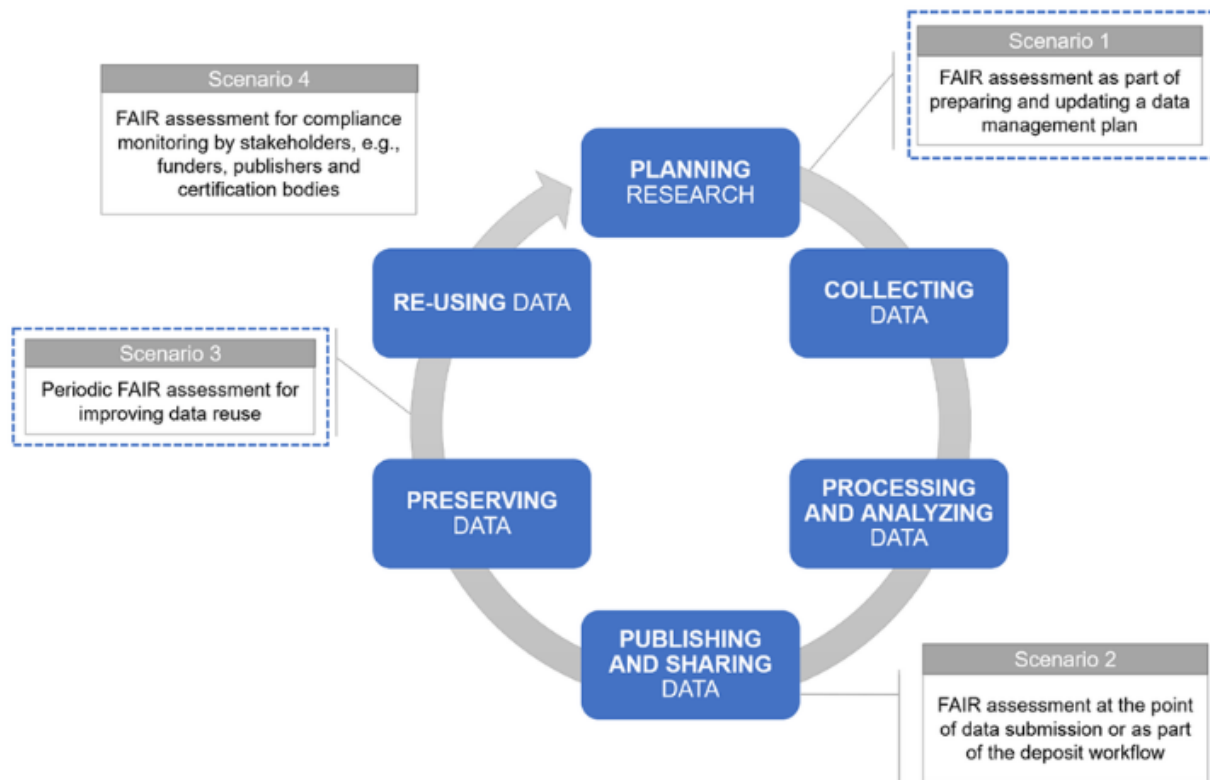 Scenario 1
FAIR assessment as part of
preparing and updating a data
management plan
Scenario 4
FAIR assessment for compliance
monitoring by stakeholders, e.g.,
funders, publishers and
certification bodies
PLANNING
RESEARCH
COLLECTING
DATA
RE-USING DATA
Scenario 3
Periodic FAIR assessment for
improving data reuse
PROCESSING
AND ANALYZING
DATA
PRESERVING
DATA
PUBLISHING
AND SHARING
DATA
Scenario 2
FAIR assessment at the point
of data submission or as part
of the deposit workflow